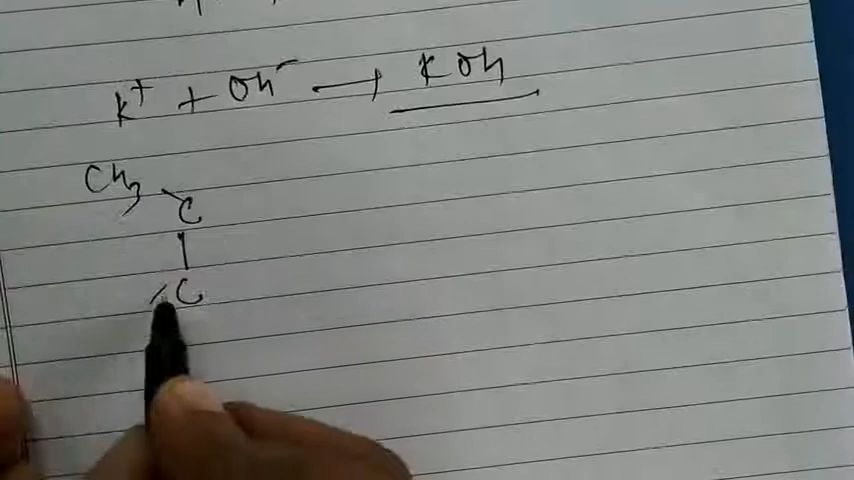 K⁺ + OH⁻ → KOH
CH₃
C
C